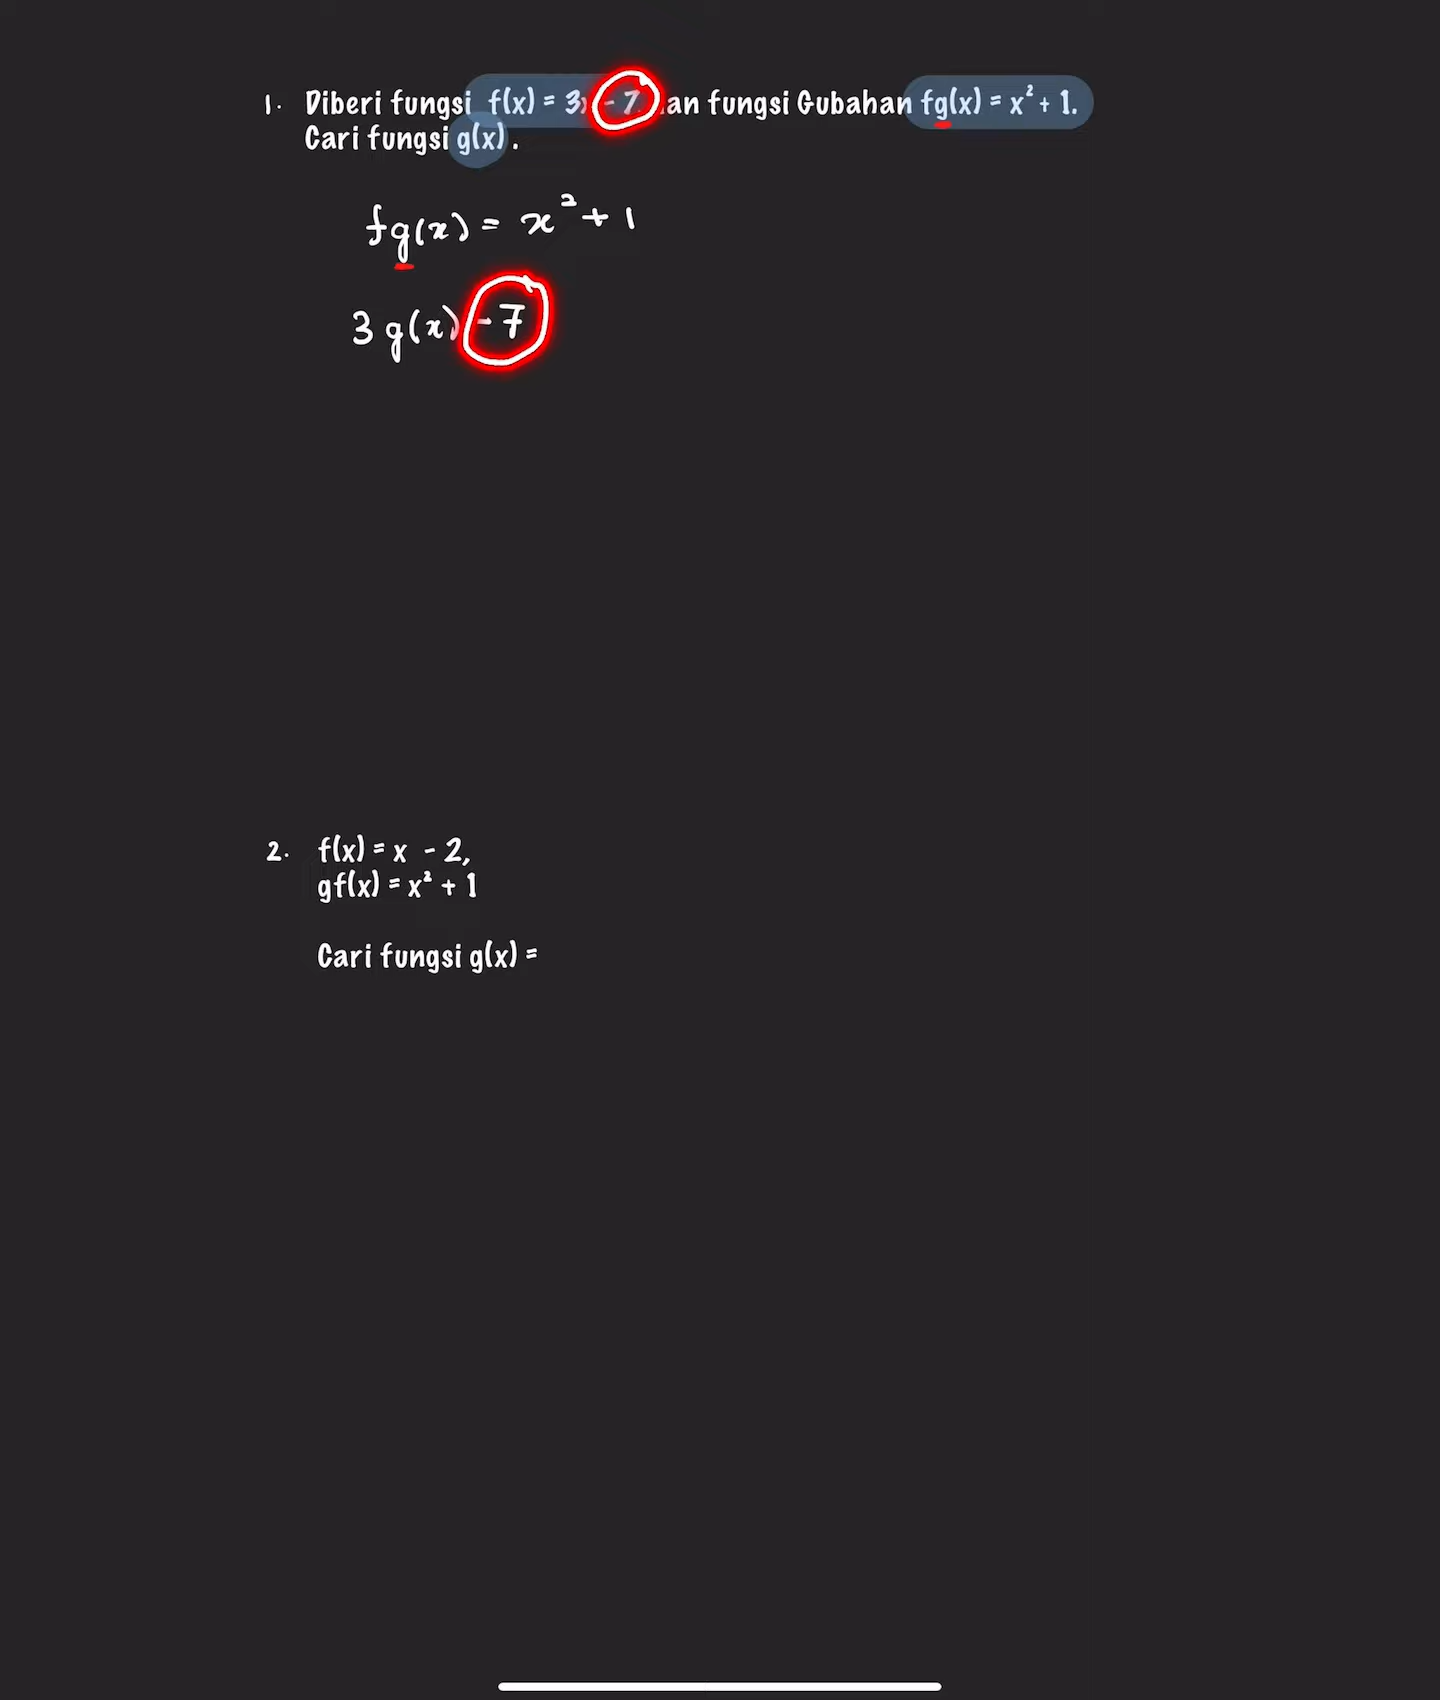 1. Diberi fungsi f(x) = 3x - 7 dan fungsi Gubahan fg(x) = x² + 1.
Cari fungsi g(x).
fg(x) = x² + 1
3g(x) - 7
2. f(x) = x - 2,
gf(x) = x² + 1
Cari fungsi g(x) =